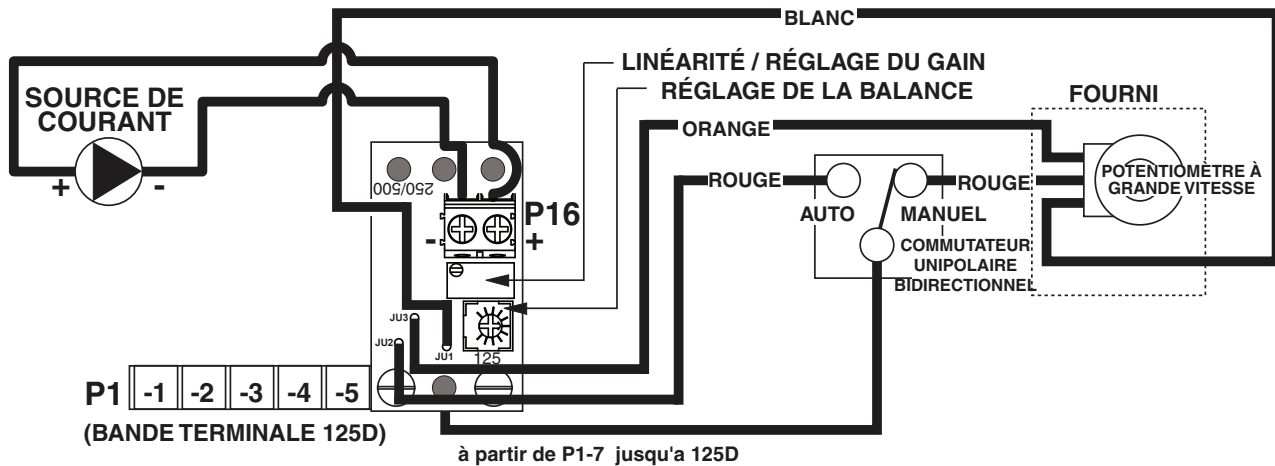 BLANC
LINÉARITÉ / RÉGLAGE DU GAIN
RÉGLAGE DE LA BALANCE
FOURNI
SOURCE DE
COURANT
+ -
250/500
ORANGE
ROUGE
ROUGE
POTENTIOMÈTRE À
GRANDE VITESSE
P16
- +
AUTO
MANUEL
COMMUTATEUR
UNIPOLAIRE
BIDIRECTIONNEL
JU3
JU2
JU1
125
P1 -1 -2 -3 -4 -5
(BANDE TERMINALE 125D)
à partir de P1-7 jusqu'a 125D